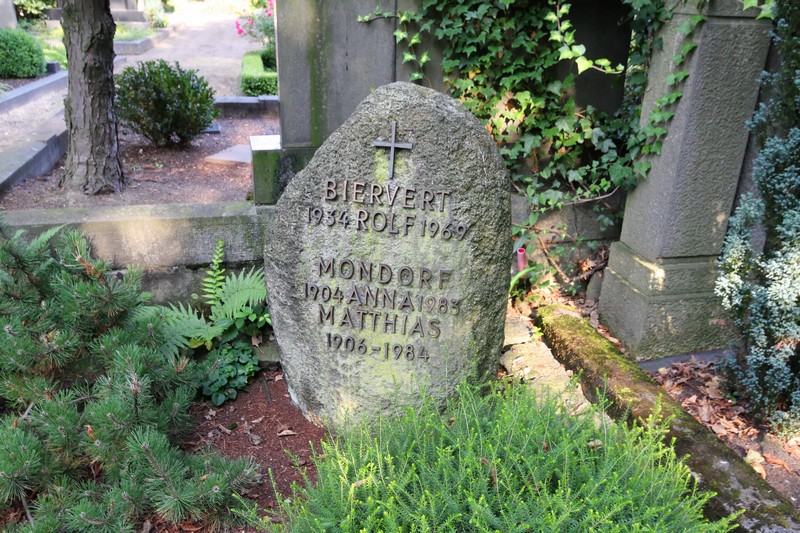 BIERVERT
1934 ROLF 1969
MONDORF
1904 ANNA 1983
MATTHIAS
1906-1984